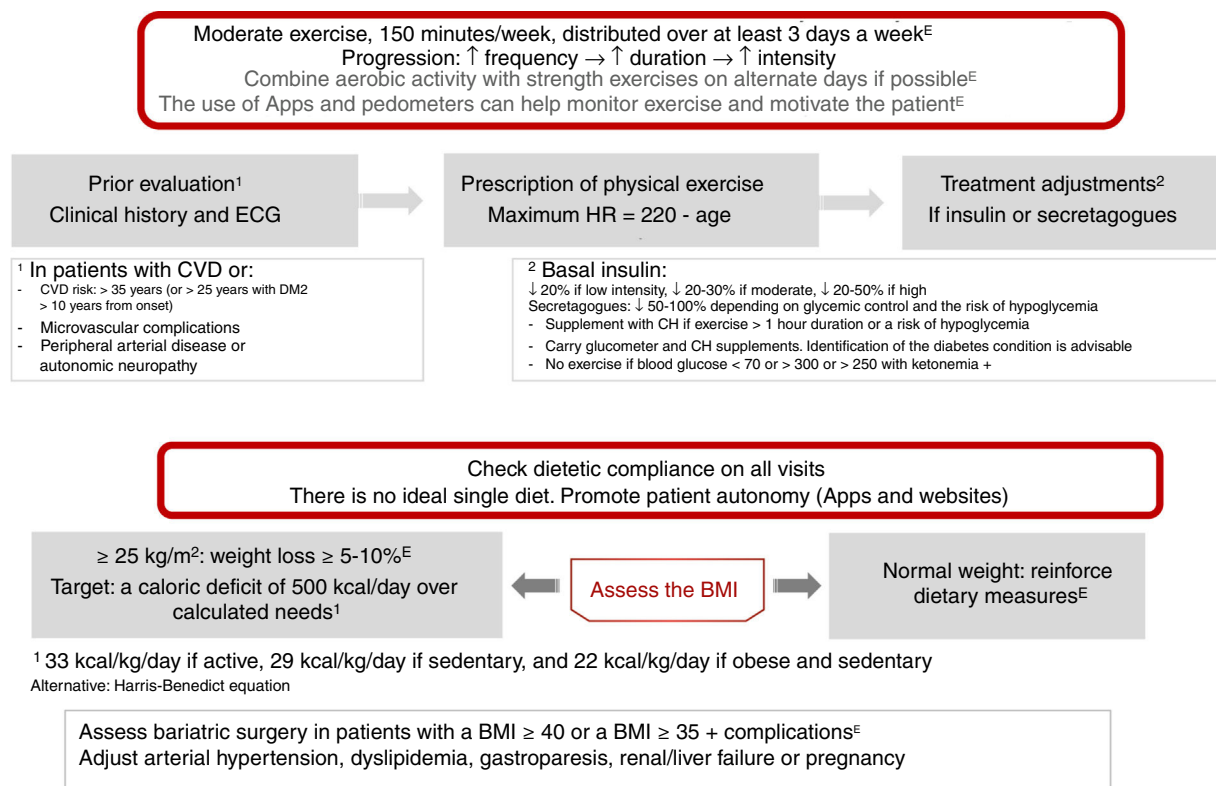 Moderate exercise, 150 minutes/week, distributed over at least 3 days a weekᴱ
Progression: ↑ frequency → ↑ duration → ↑ intensity
Combine aerobic activity with strength exercises on alternate days if possibleᴱ
The use of Apps and pedometers can help monitor exercise and motivate the patientᴱ
Prior evaluation¹
Clinical history and ECG
Prescription of physical exercise
Maximum HR = 220 - age
Treatment adjustments²
If insulin or secretagogues
¹ In patients with CVD or:
- CVD risk: > 35 years (or > 25 years with DM2
> 10 years from onset)
- Microvascular complications
- Peripheral arterial disease or
autonomic neuropathy
² Basal insulin:
↓ 20% if low intensity, ↓ 20-30% if moderate, ↓ 20-50% if high
Secretagogues: ↓ 50-100% depending on glycemic control and the risk of hypoglycemia
- Supplement with CH if exercise > 1 hour duration or a risk of hypoglycemia
- Carry glucometer and CH supplements. Identification of the diabetes condition is advisable
- No exercise if blood glucose < 70 or > 300 or > 250 with ketonemia +
Check dietetic compliance on all visits
There is no ideal single diet. Promote patient autonomy (Apps and websites)
≥ 25 kg/m²: weight loss ≥ 5-10%ᴱ
Target: a caloric deficit of 500 kcal/day over
calculated needs¹
Assess the BMI
Normal weight: reinforce
dietary measuresᴱ
¹ 33 kcal/kg/day if active, 29 kcal/kg/day if sedentary, and 22 kcal/kg/day if obese and sedentary
Alternative: Harris-Benedict equation
Assess bariatric surgery in patients with a BMI ≥ 40 or a BMI ≥ 35 + complicationsᴱ
Adjust arterial hypertension, dyslipidemia, gastroparesis, renal/liver failure or pregnancy